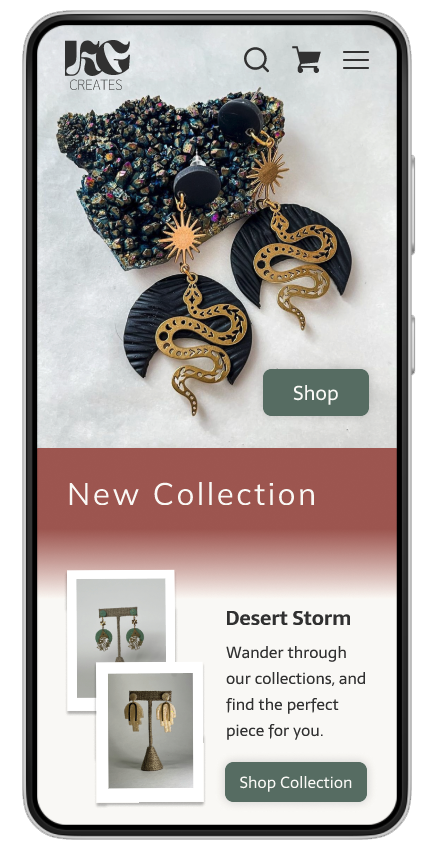 KG
CREATES
Shop
New Collection
Desert Storm
Wander through
our collections, and
find the perfect
piece for you.
Shop Collection